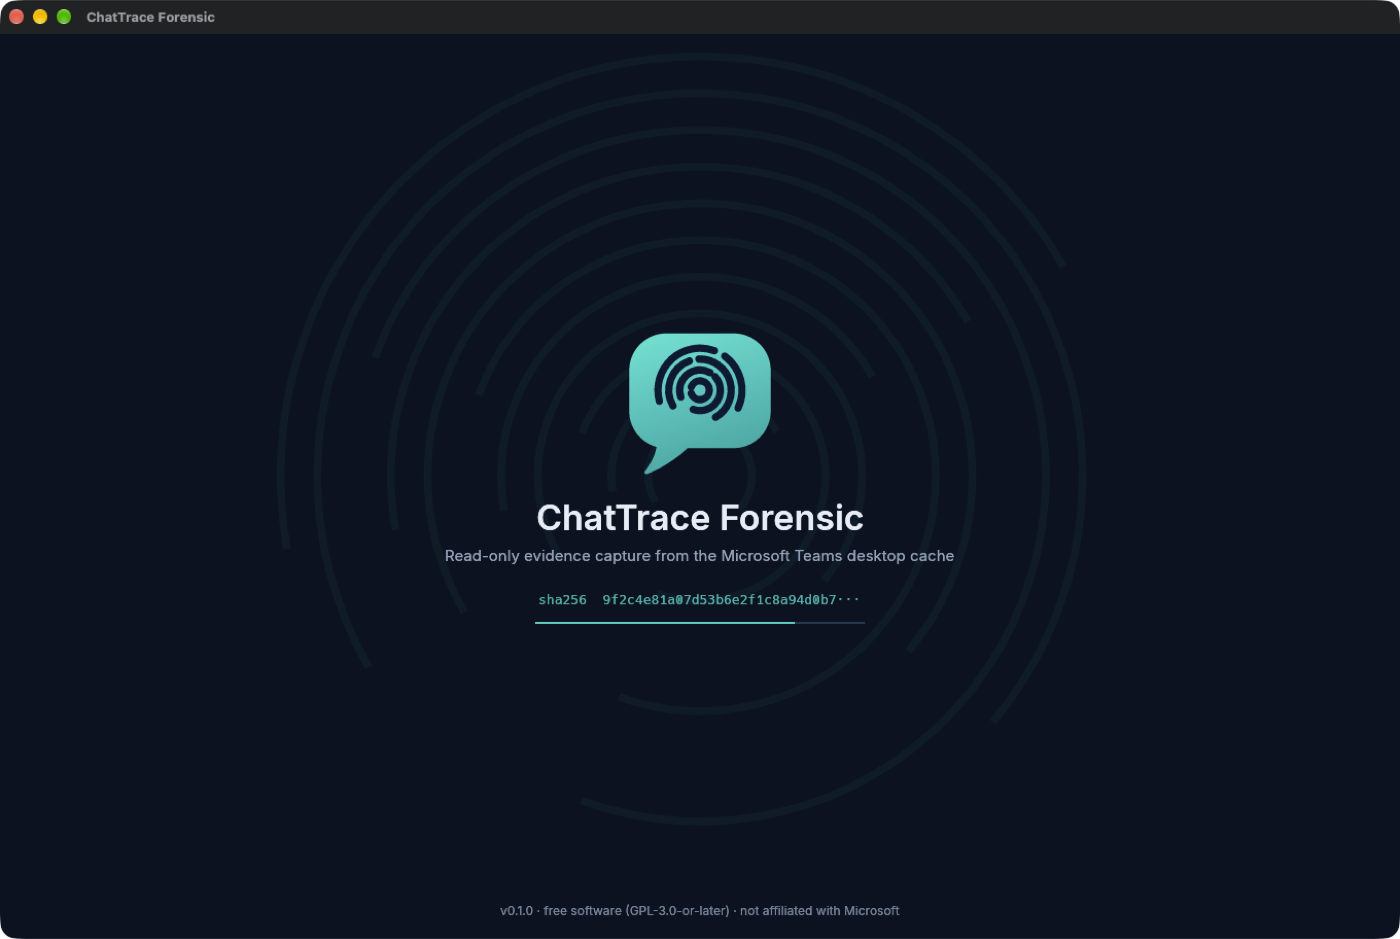 ChatTrace Forensic
ChatTrace Forensic
Read-only evidence capture from the Microsoft Teams desktop cache
sha256 9f2c4e81a07d53b6e2f1c8a94d0b7···
v0.1.0 · free software (GPL-3.0-or-later) · not affiliated with Microsoft